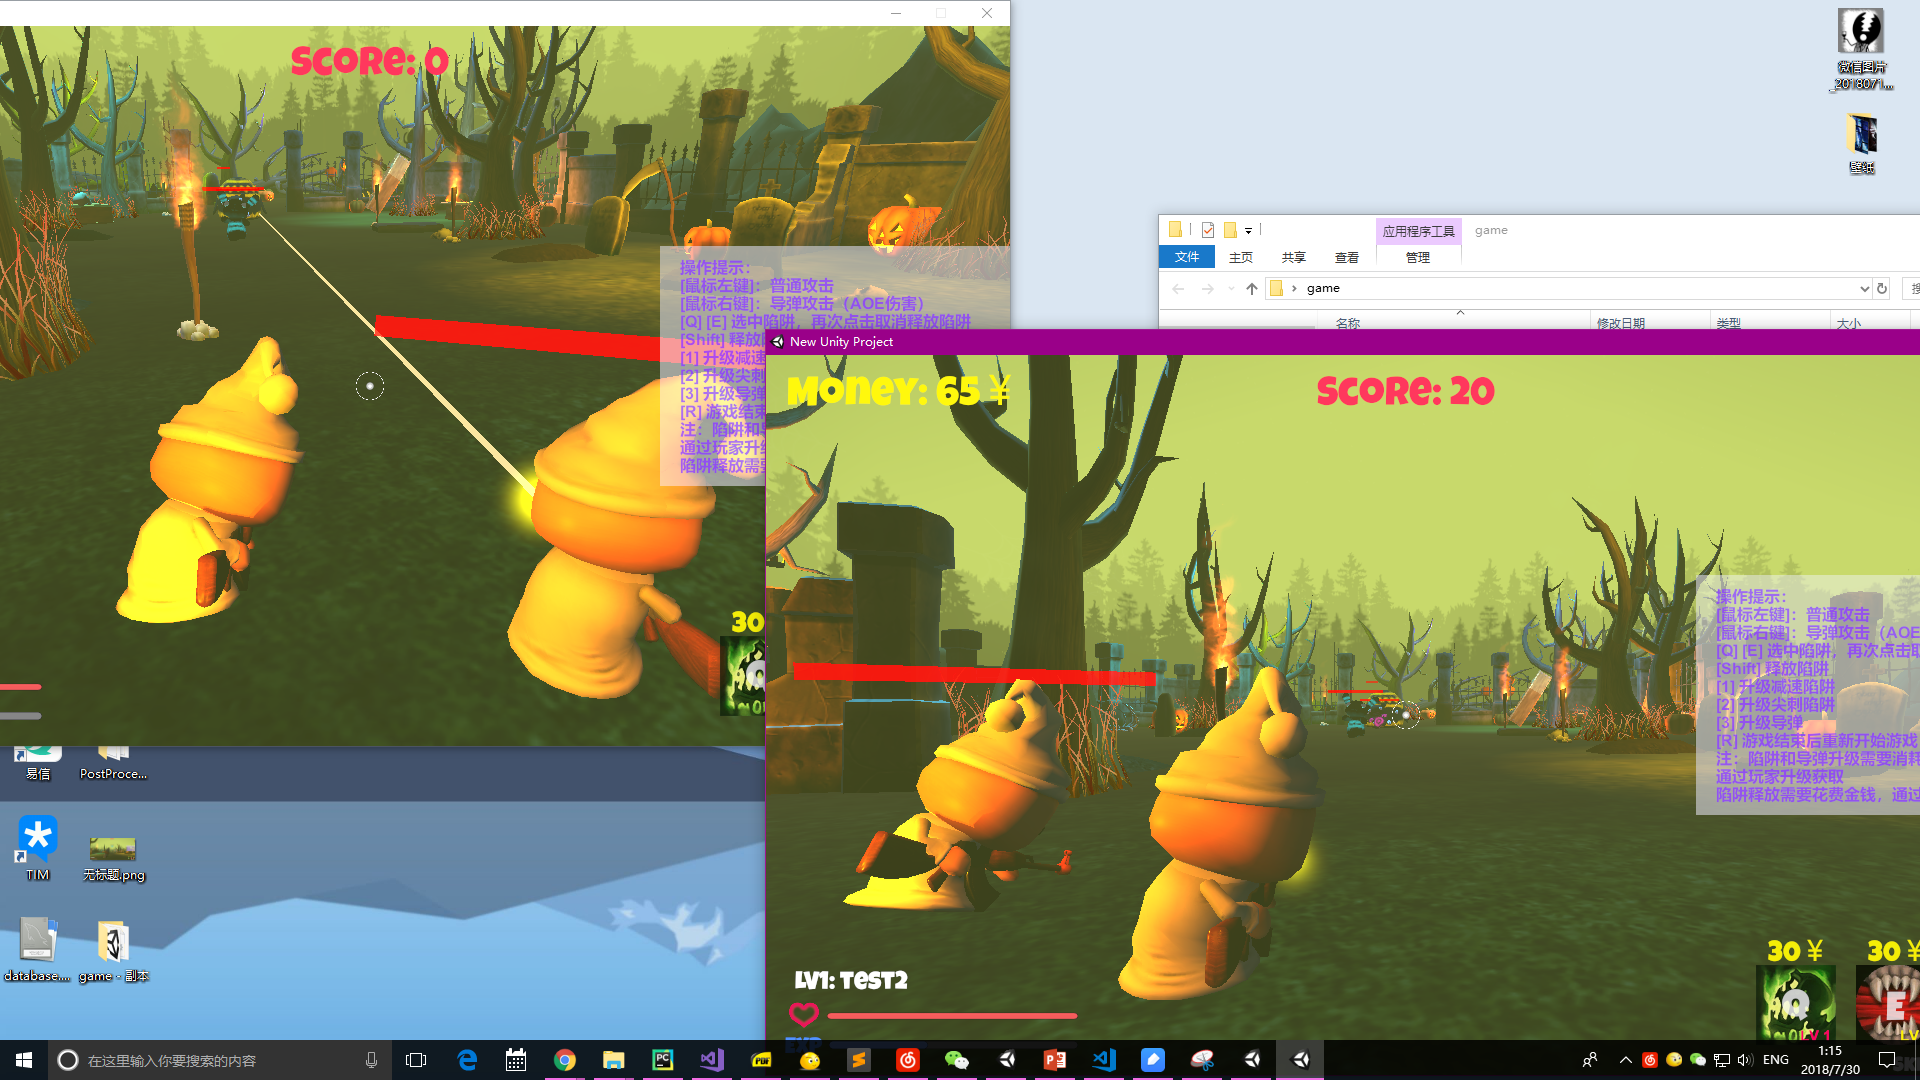 SCORE: 0
操作提示：
[鼠标左键]：普通攻击
[鼠标右键]：导弹攻击（AOE伤害）
[Q] [E] 选中陷阱，再次点击取消释放陷阱
[Shift] 释放
[1] 升级减速
[2] 升级尖刺
[3] 升级导弹
[R] 游戏结束
注：陷阱和
通过玩家升
陷阱释放需
30
微信图片
_2018071...
壁纸
应用程序工具
game
文件
主页
共享
查看
管理
game
名称
修改日期
类型
大小
New Unity Project
Money: 65 ¥
SCORE: 20
操作提示：
[鼠标左键]：普通攻击
[鼠标右键]：导弹攻击（AOE
[Q] [E] 选中陷阱，再次点击
[Shift] 释放陷阱
[1] 升级减速陷阱
[2] 升级尖刺陷阱
[3] 升级导弹
[R] 游戏结束后重新开始游戏
注：陷阱和导弹升级需要消耗
通过玩家升级获取
陷阱释放需要花费金钱，通过
LV1: TEST2
EXP
30 ¥
30 ¥
Q
LV1
E
易信
PostProce...
TIM
无标题.png
database....
game - 副本
在这里输入你要搜索的内容
ENG
1:15
2018/7/30